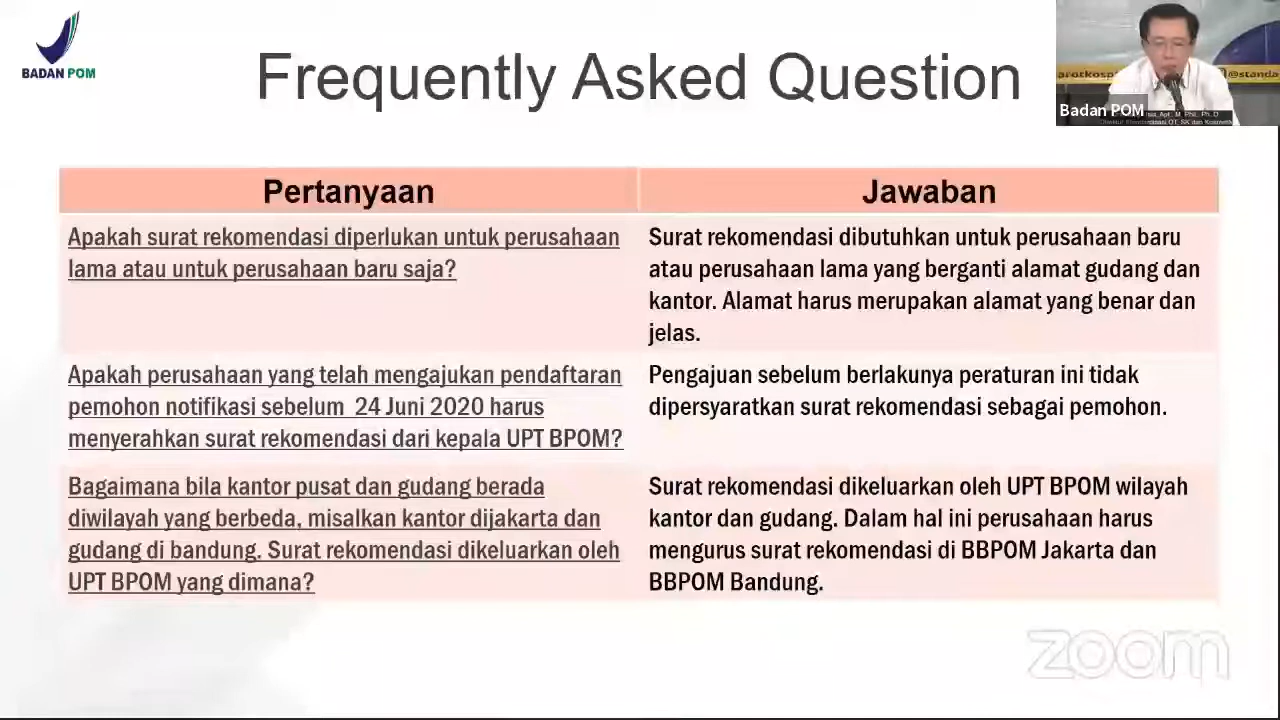 BADAN POM
Frequently Asked Question
@standa
Badan POM
Pertanyaan
Jawaban
Apakah surat rekomendasi diperlukan untuk perusahaan
lama atau untuk perusahaan baru saja?
Surat rekomendasi dibutuhkan untuk perusahaan baru
atau perusahaan lama yang berganti alamat gudang dan
kantor. Alamat harus merupakan alamat yang benar dan
jelas.
Apakah perusahaan yang telah mengajukan pendaftaran
pemohon notifikasi sebelum 24 Juni 2020 harus
menyerahkan surat rekomendasi dari kepala UPT BPOM?
Pengajuan sebelum berlakunya peraturan ini tidak
dipersyaratkan surat rekomendasi sebagai pemohon.
Bagaimana bila kantor pusat dan gudang berada
diwilayah yang berbeda, misalkan kantor dijakarta dan
gudang di bandung. Surat rekomendasi dikeluarkan oleh
UPT BPOM yang dimana?
Surat rekomendasi dikeluarkan oleh UPT BPOM wilayah
kantor dan gudang. Dalam hal ini perusahaan harus
mengurus surat rekomendasi di BBPOM Jakarta dan
BBPOM Bandung.
zoom